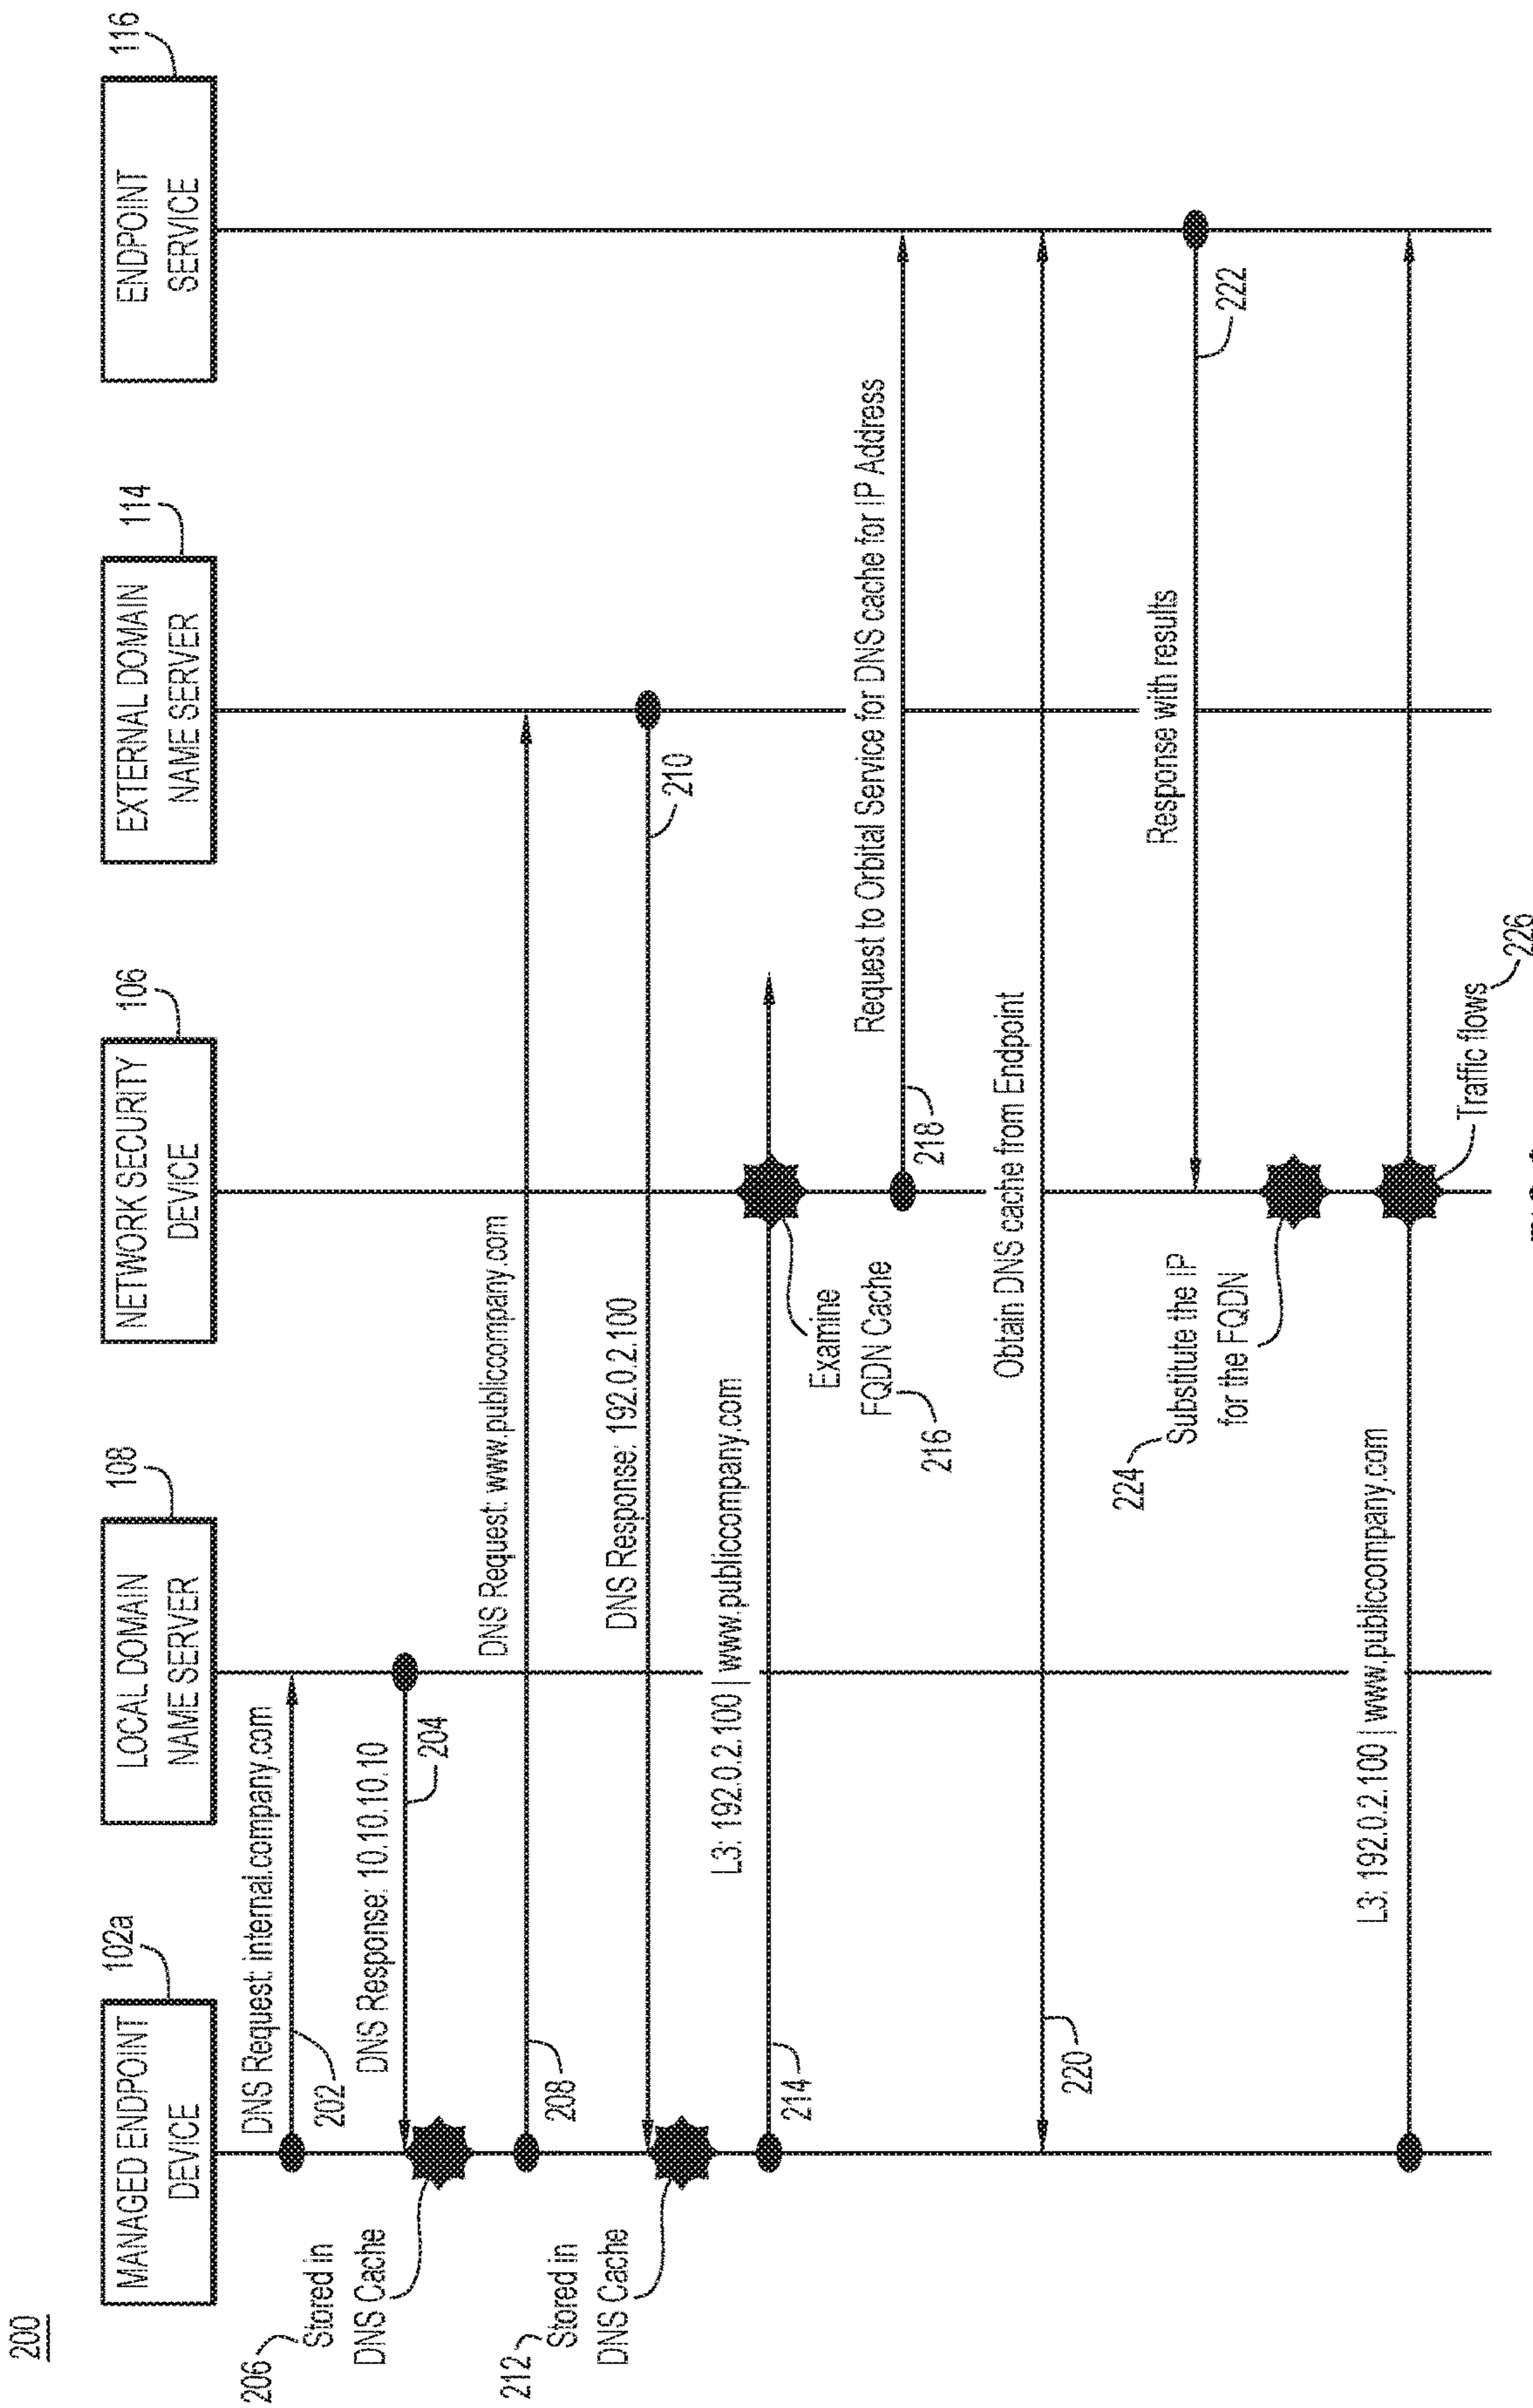 200
MANAGED ENDPOINT
DEVICE
102a
LOCAL DOMAIN
NAME SERVER
108
NETWORK SECURITY
DEVICE
106
EXTERNAL DOMAIN
NAME SERVER
114
ENDPOINT
SERVICE
116
DNS Request: internal.company.com
202
DNS Response: 10.10.10.10
204
206
Stored in
DNS Cache
DNS Request: www.publiccompany.com
208
DNS Response: 192.0.2.100
210
212
Stored in
DNS Cache
L3: 192.0.2.100 | www.publiccompany.com
214
Examine
FQDN Cache
216
Request to Orbital Service for DNS cache for IP Address
218
Obtain DNS cache from Endpoint
220
Response with results
222
224
Substitute the IP
for the FQDN
L3: 192.0.2.100 | www.publiccompany.com
Traffic flows
226